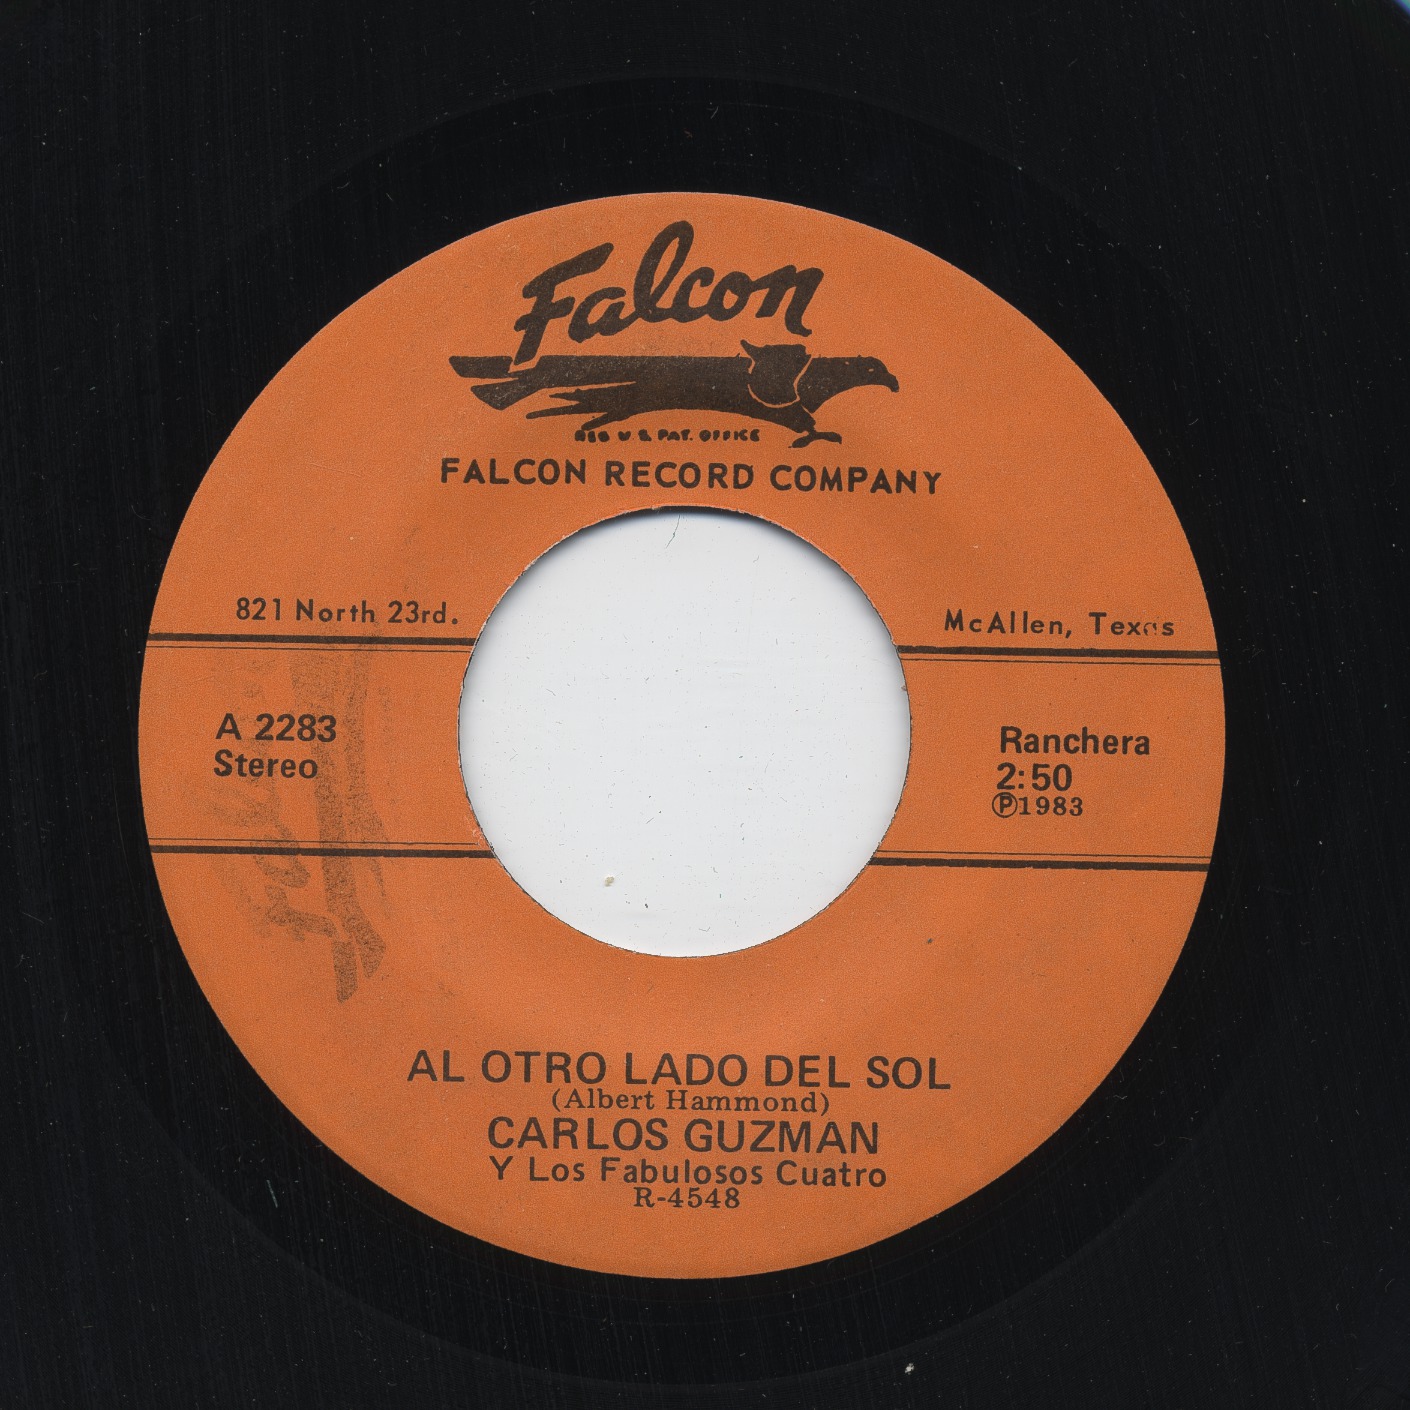 Falcon
REG U. S. PAT. OFFICE
FALCON RECORD COMPANY
821 North 23rd.
McAllen, Texas
A 2283
Stereo
Ranchera
2:50
Ⓟ1983
AL OTRO LADO DEL SOL
(Albert Hammond)
CARLOS GUZMAN
Y Los Fabulosos Cuatro
R-4548